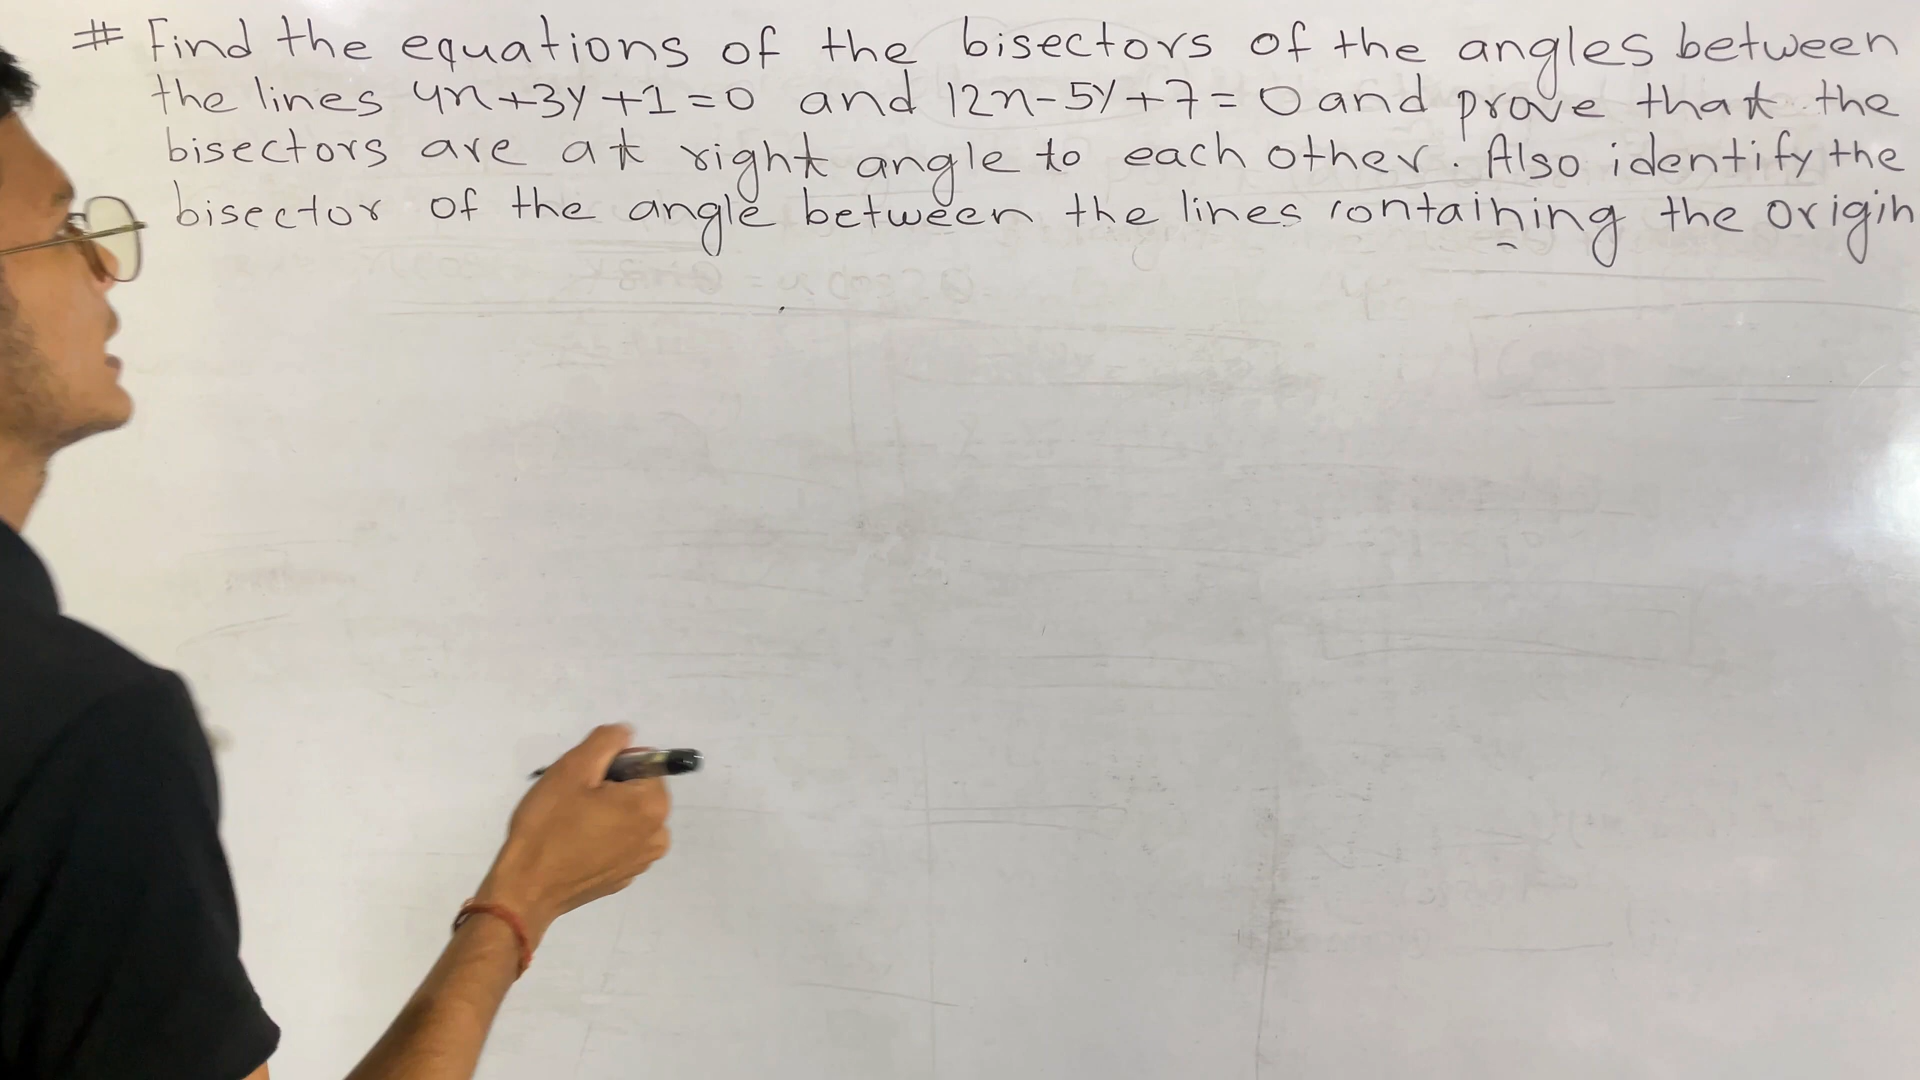 # Find the equations of the bisectors of the angles between
the lines 4x+3y+1=0 and 12x-5y+7=0 and prove that the
bisectors are at right angle to each other. Also identify the
bisector of the angle between the lines containing the origin